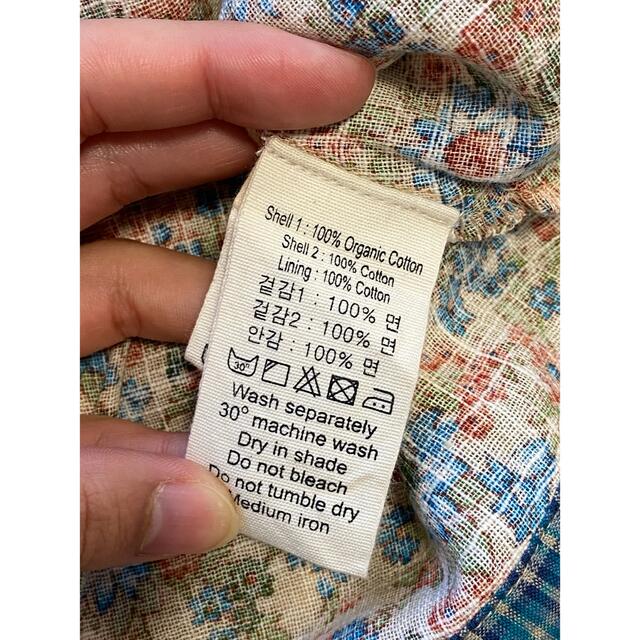 Shell 1 : 100% Organic Cotton
Shell 2 : 100% Cotton
Lining : 100% Cotton
겉감1 : 100% 면
겉감2 : 100% 면
안감 : 100% 면
30°
Wash separately
30° machine wash
Dry in shade
Do not bleach
Do not tumble dry
Medium iron